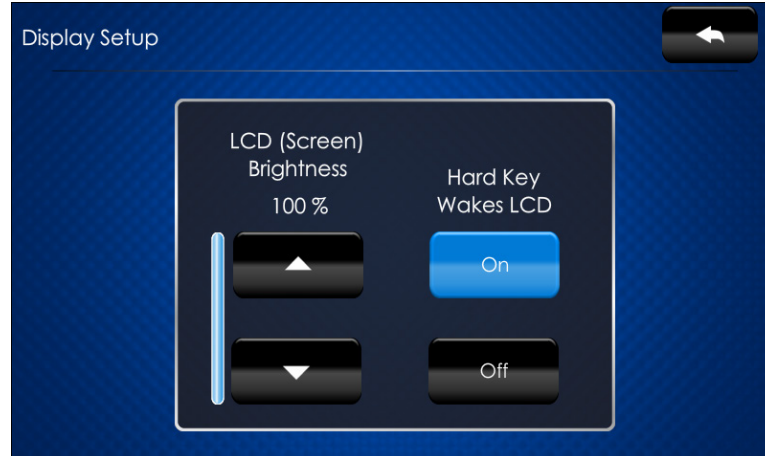 Display Setup
LCD (Screen)
Brightness
100 %
Hard Key
Wakes LCD
On
Off